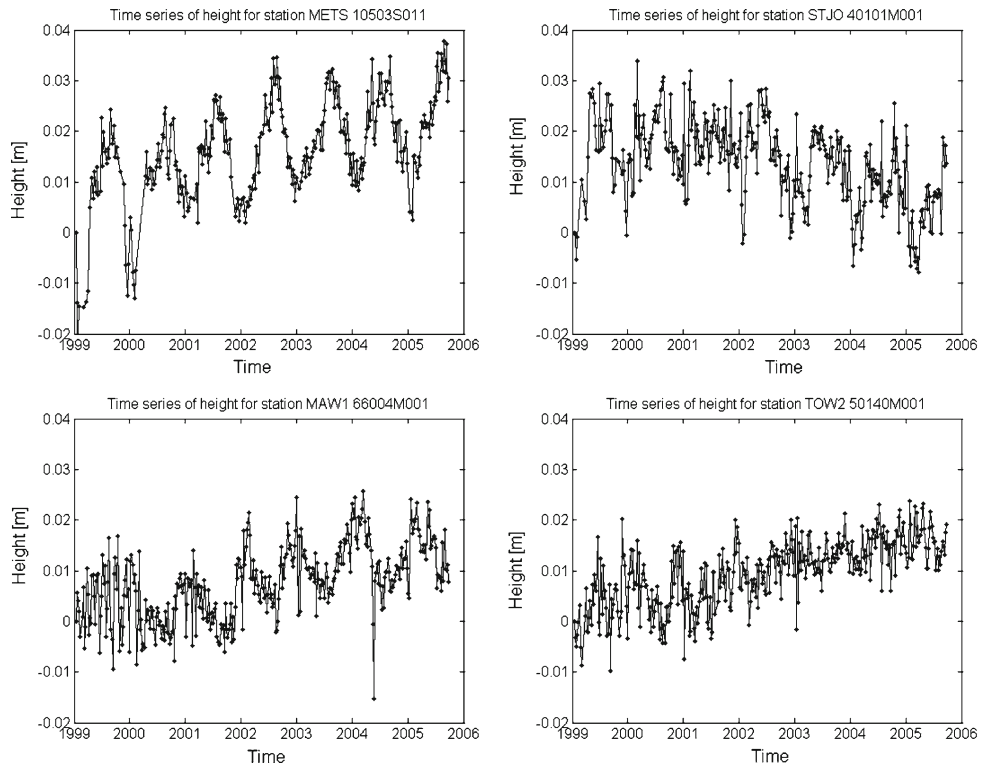 Time series of height for station METS 10503S011
Height [m]
0.04
0.03
0.02
0.01
0
-0.01
-0.02
1999 2000 2001 2002 2003 2004 2005 2006
Time
Time series of height for station STJO 40101M001
Height [m]
0.04
0.03
0.02
0.01
0
-0.01
-0.02
1999 2000 2001 2002 2003 2004 2005 2006
Time
Time series of height for station MAW1 66004M001
Height [m]
0.04
0.03
0.02
0.01
0
-0.01
-0.02
1999 2000 2001 2002 2003 2004 2005 2006
Time
Time series of height for station TOW2 50140M001
Height [m]
0.04
0.03
0.02
0.01
0
-0.01
-0.02
1999 2000 2001 2002 2003 2004 2005 2006
Time